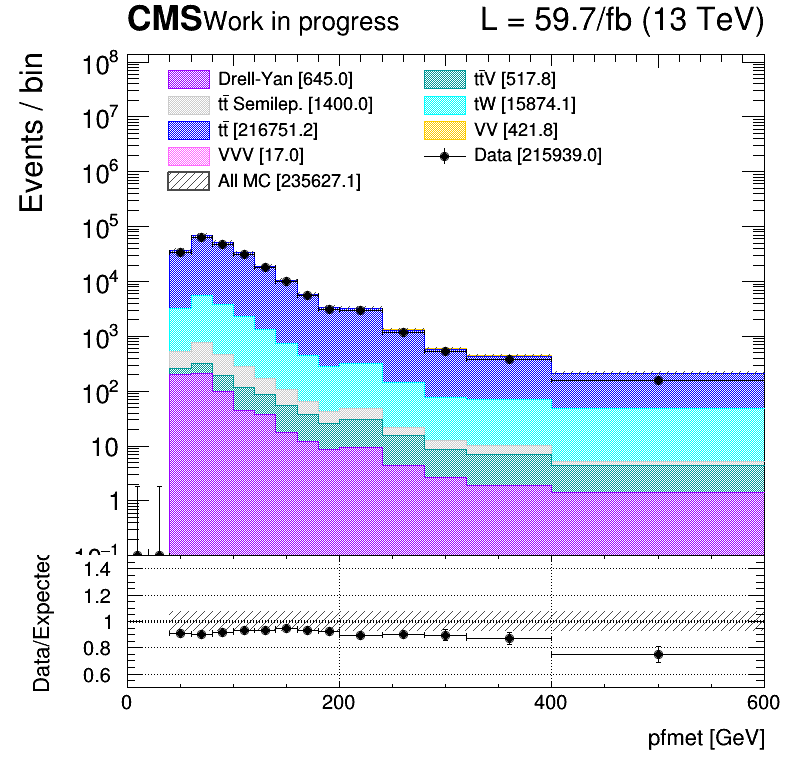 CMS Work in progress L = 59.7/fb (13 TeV)
Events / bin
10⁸
10⁷
10⁶
10⁵
10⁴
10³
10²
10
1
10⁻¹
Drell-Yan [645.0]
tt̄V [517.8]
tt̄ Semilep. [1400.0]
tW [15874.1]
tt̄ [216751.2]
VV [421.8]
VVV [17.0]
Data [215939.0]
All MC [235627.1]
Data/Expected
1.4
1.2
1
0.8
0.6
0 200 400 600
pfmet [GeV]